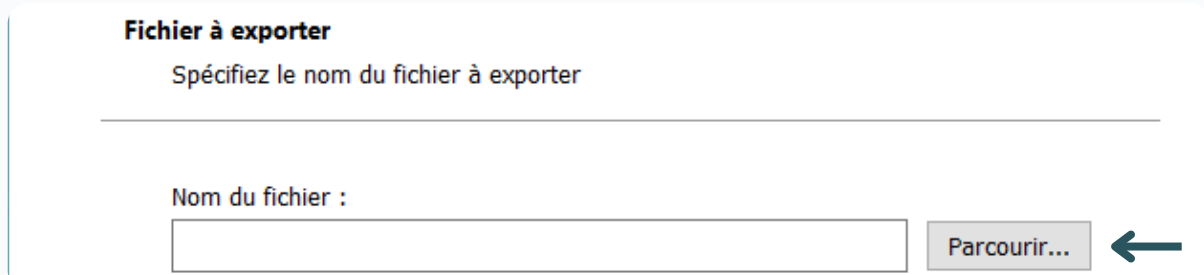 Fichier à exporter
Spécifiez le nom du fichier à exporter
Nom du fichier :
Parcourir...